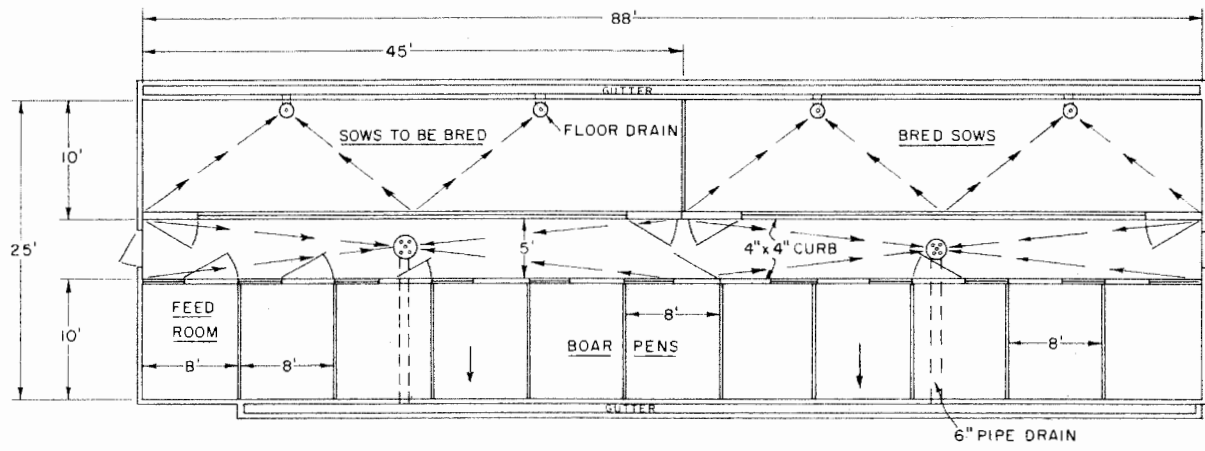 88'
45'
GUTTER
SOWS TO BE BRED
FLOOR DRAIN
BRED SOWS
10'
25'
5'
4" x 4" CURB
FEED
ROOM
8'
8'
8'
8'
10'
BOAR PENS
GUTTER
6" PIPE DRAIN